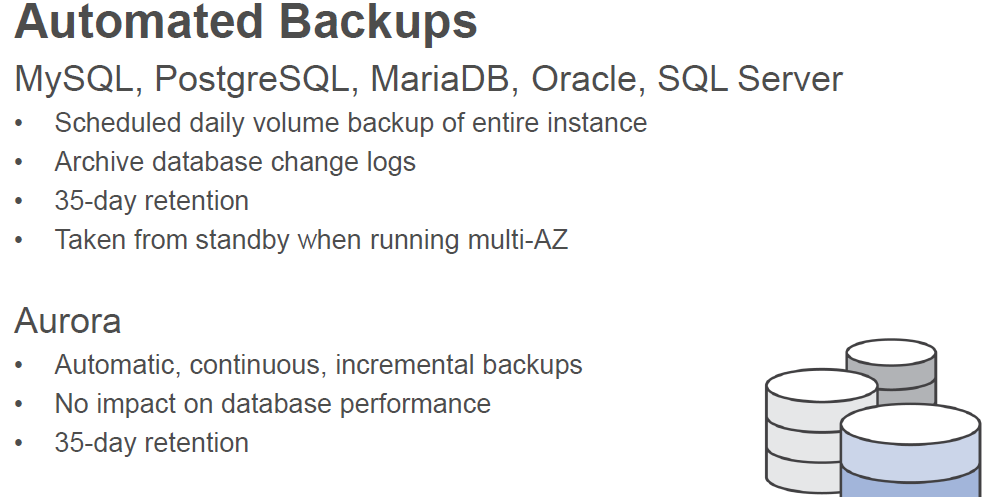 Automated Backups
MySQL, PostgreSQL, MariaDB, Oracle, SQL Server
• Scheduled daily volume backup of entire instance
• Archive database change logs
• 35-day retention
• Taken from standby when running multi-AZ
Aurora
• Automatic, continuous, incremental backups
• No impact on database performance
• 35-day retention